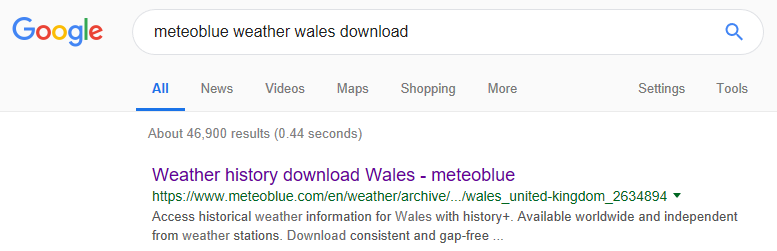 Google meteoblue weather wales download
All News Videos Maps Shopping More Settings Tools
About 46,900 results (0.44 seconds)
Weather history download Wales - meteoblue
https://www.meteoblue.com/en/weather/archive/.../wales_united-kingdom_2634894
Access historical weather information for Wales with history+. Available worldwide and independent
from weather stations. Download consistent and gap-free ...